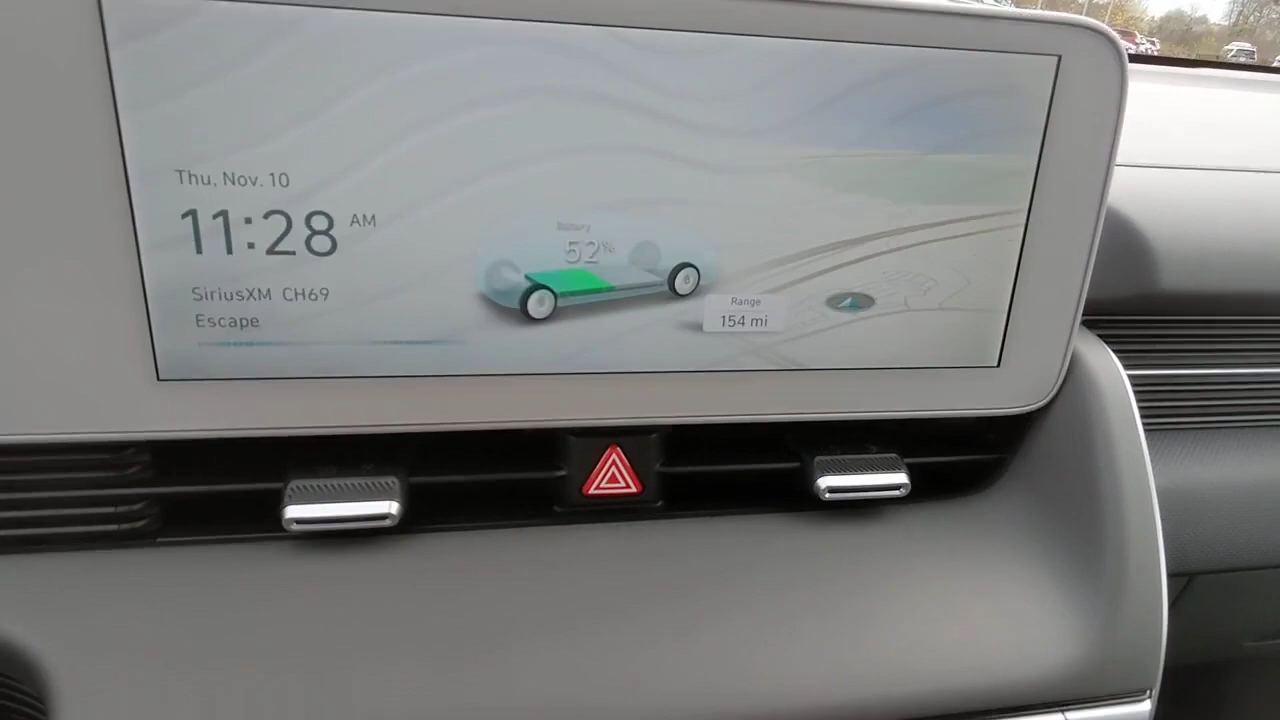 Thu, Nov. 10
11:28 AM
SiriusXM CH69
Escape
Battery
52%
Range
154 mi